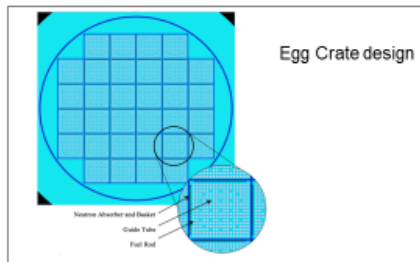 Egg Crate design
Neutron Absorber and Basket
Guide Tube
Fuel Rod